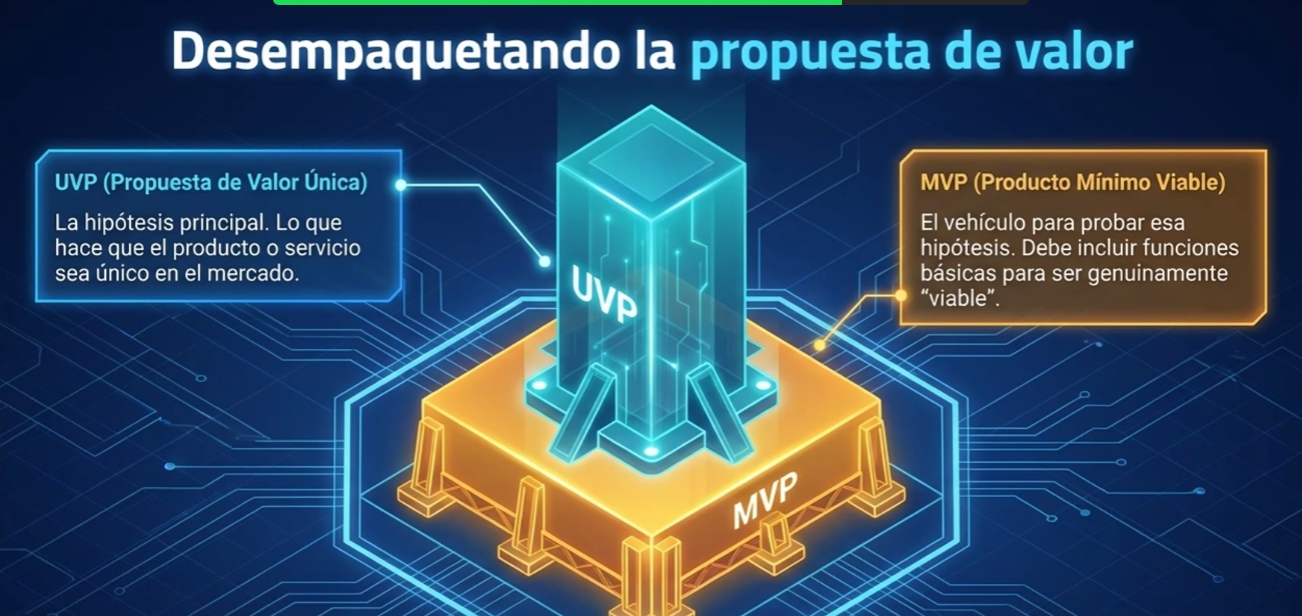 Desempaquetando la propuesta de valor
UVP (Propuesta de Valor Única)
La hipótesis principal. Lo que
hace que el producto o servicio
sea único en el mercado.
MVP (Producto Mínimo Viable)
El vehículo para probar esa
hipótesis. Debe incluir funciones
básicas para ser genuinamente
“viable”.
UVP
MVP